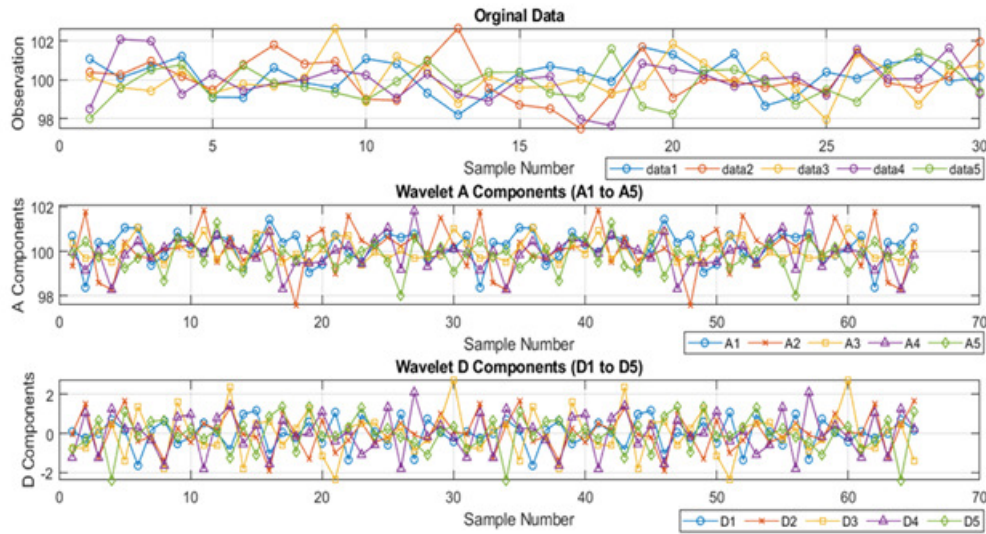 Orginal Data
102
100
98
Observation
0 5 10 15 20 25 30
Sample Number
data1 data2 data3 data4 data5
Wavelet A Components (A1 to A5)
102
100
98
A Components
0 10 20 30 40 50 60 70
Sample Number
A1 A2 A3 A4 A5
Wavelet D Components (D1 to D5)
2
0
-2
D Components
0 10 20 30 40 50 60 70
Sample Number
D1 D2 D3 D4 D5